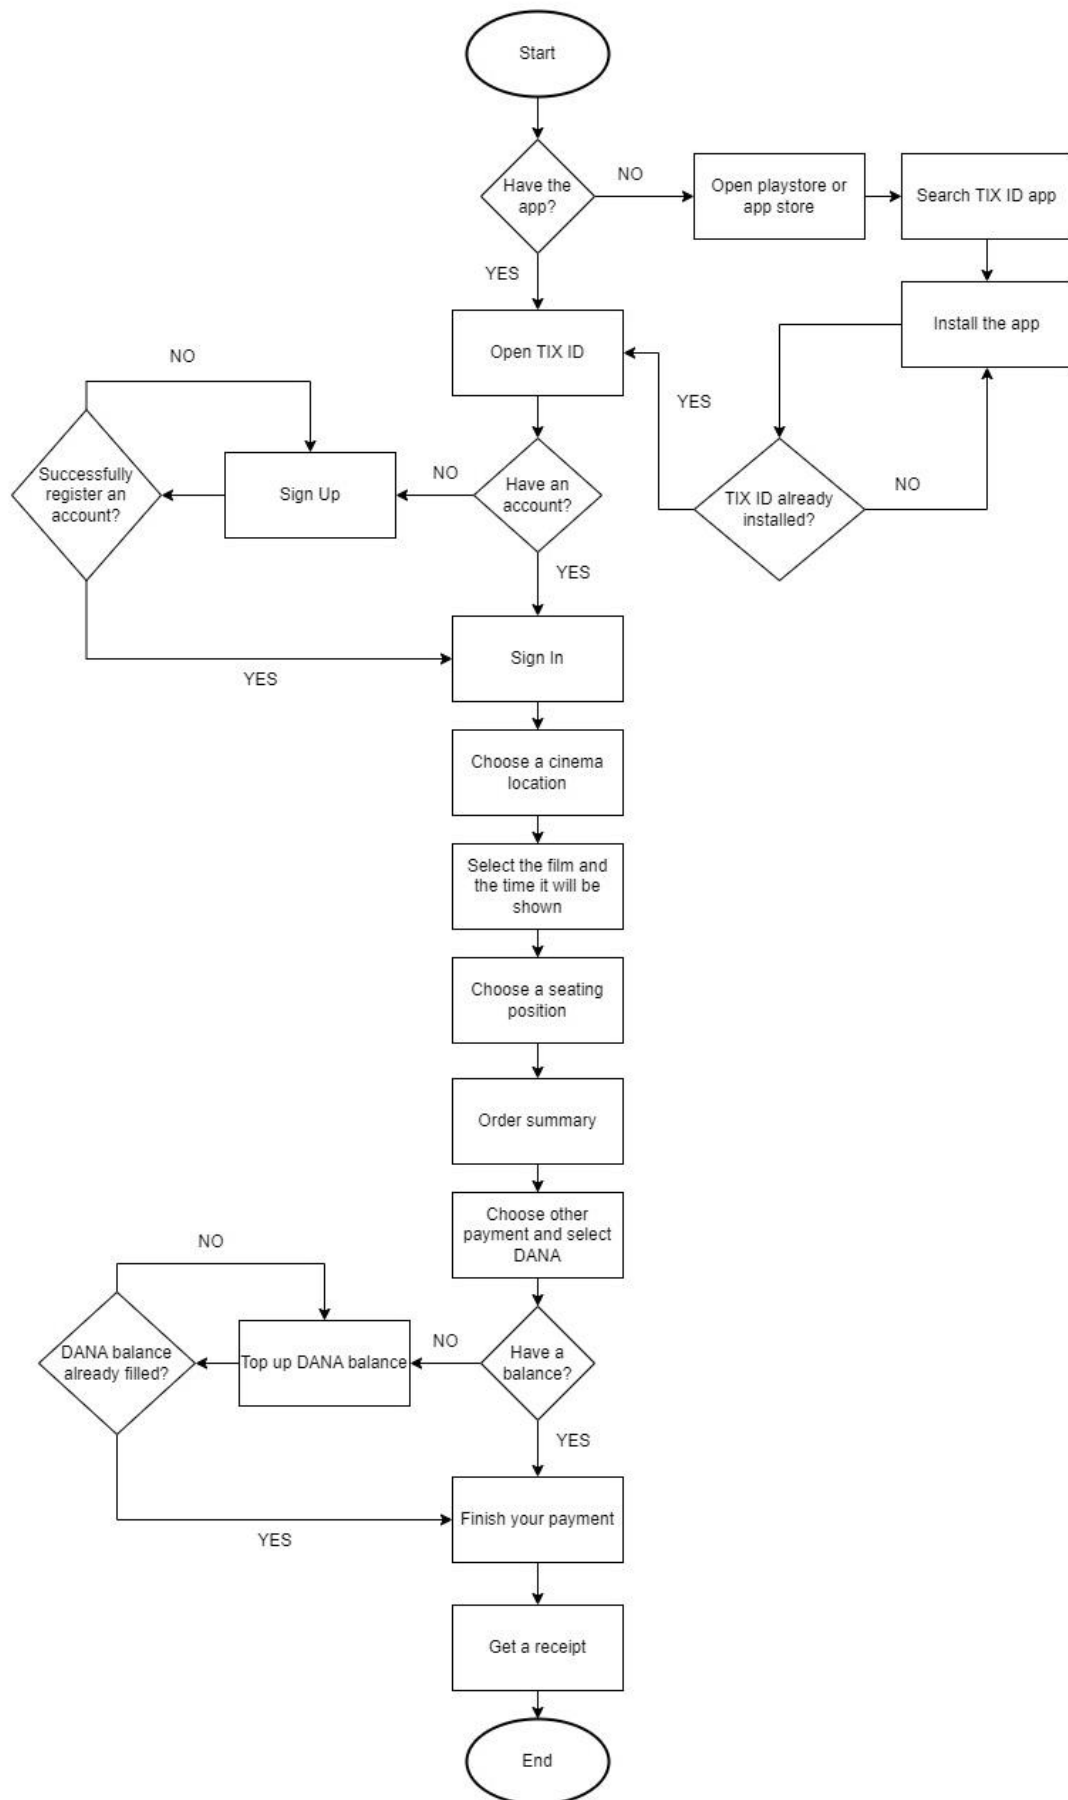 Start
Have the
app?
NO
Open playstore or
app store
Search TIX ID app
YES
Install the app
Open TIX ID
YES
NO
Successfully
register an
account?
Sign Up
NO
Have an
account?
TIX ID already
installed?
NO
YES
Sign In
YES
Choose a cinema
location
Select the film and
the time it will be
shown
Choose a seating
position
Order summary
Choose other
payment and select
DANA
NO
DANA balance
already filled?
Top up DANA balance
NO
Have a
balance?
YES
Finish your payment
YES
Get a receipt
End